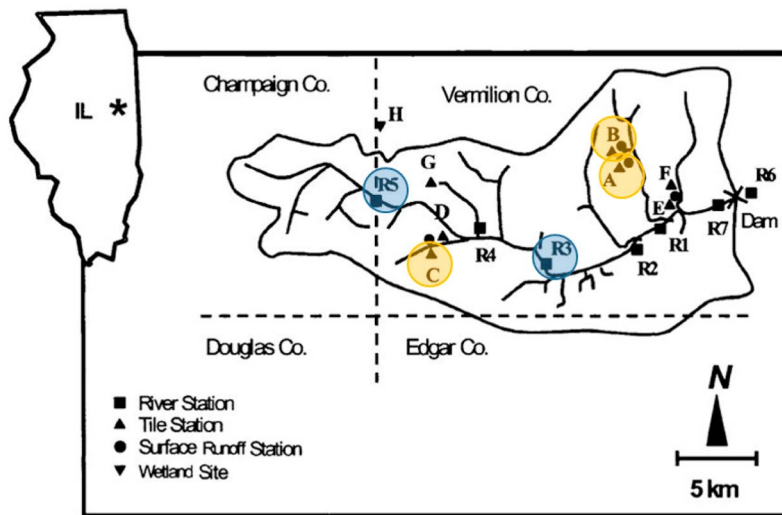 Champaign Co.
Vermilion Co.
IL *
H
B
G
R5
A
F
R6
D
E
R3
R4
R1
R7
Dam
C
R2
Douglas Co.
Edgar Co.
N
River Station
Tile Station
Surface Runoff Station
Wetland Site
5 km